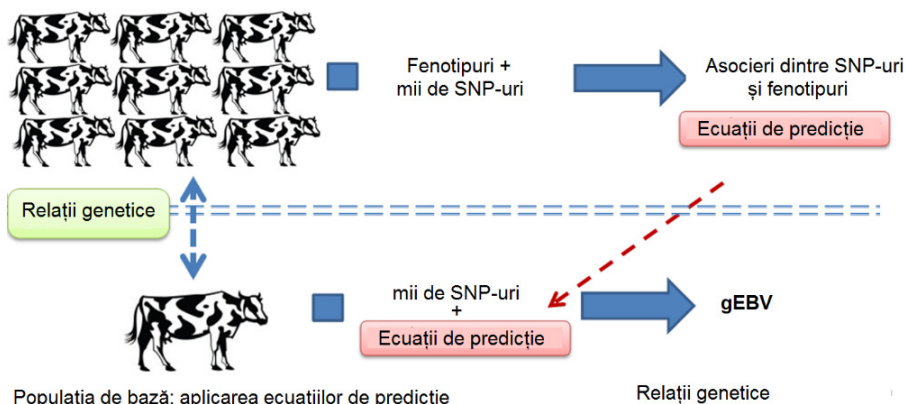 Fenotipuri +
mii de SNP-uri
Asocieri dintre SNP-uri
și fenotipuri
Ecuații de predicție
Relații genetice
mii de SNP-uri
+
Ecuații de predicție
gEBV
Populația de bază: aplicarea ecuațiilor de predicție
Relații genetice